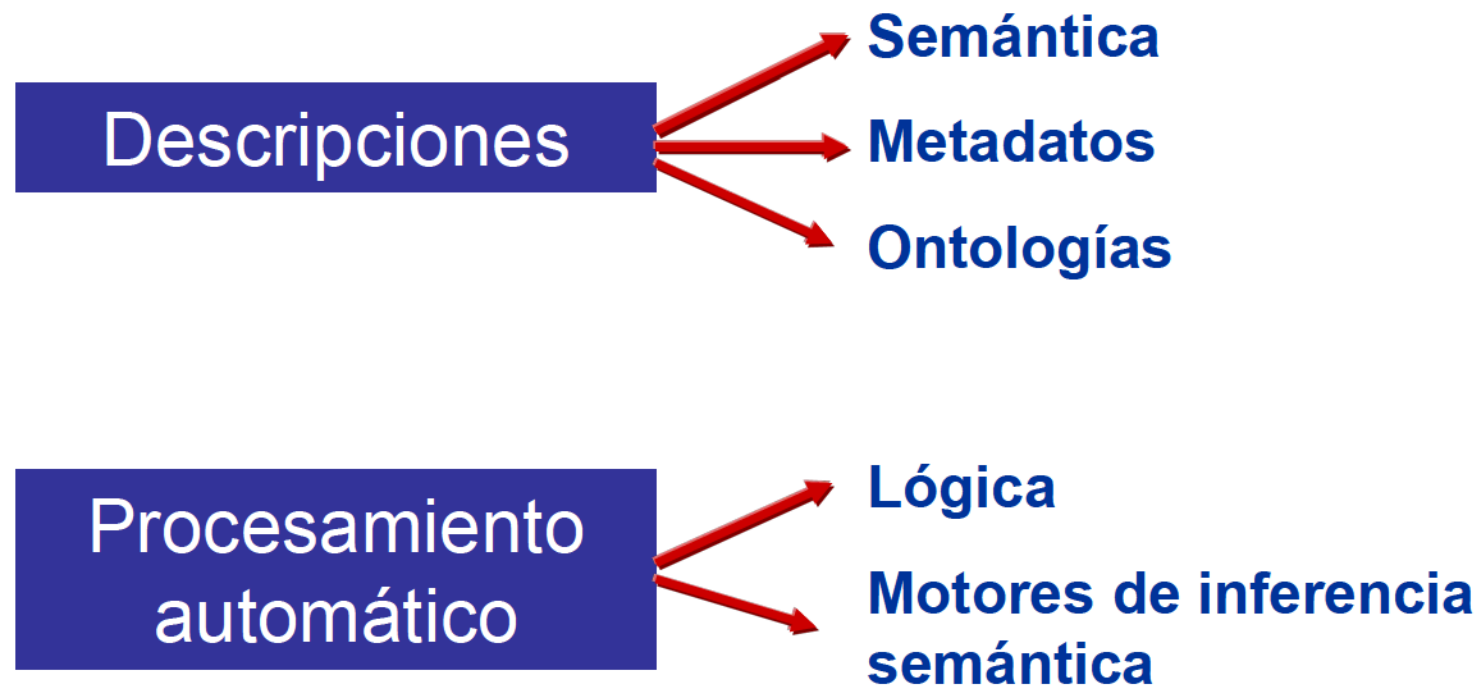 Descripciones
Semántica
Metadatos
Ontologías
Procesamiento
automático
Lógica
Motores de inferencia
semántica